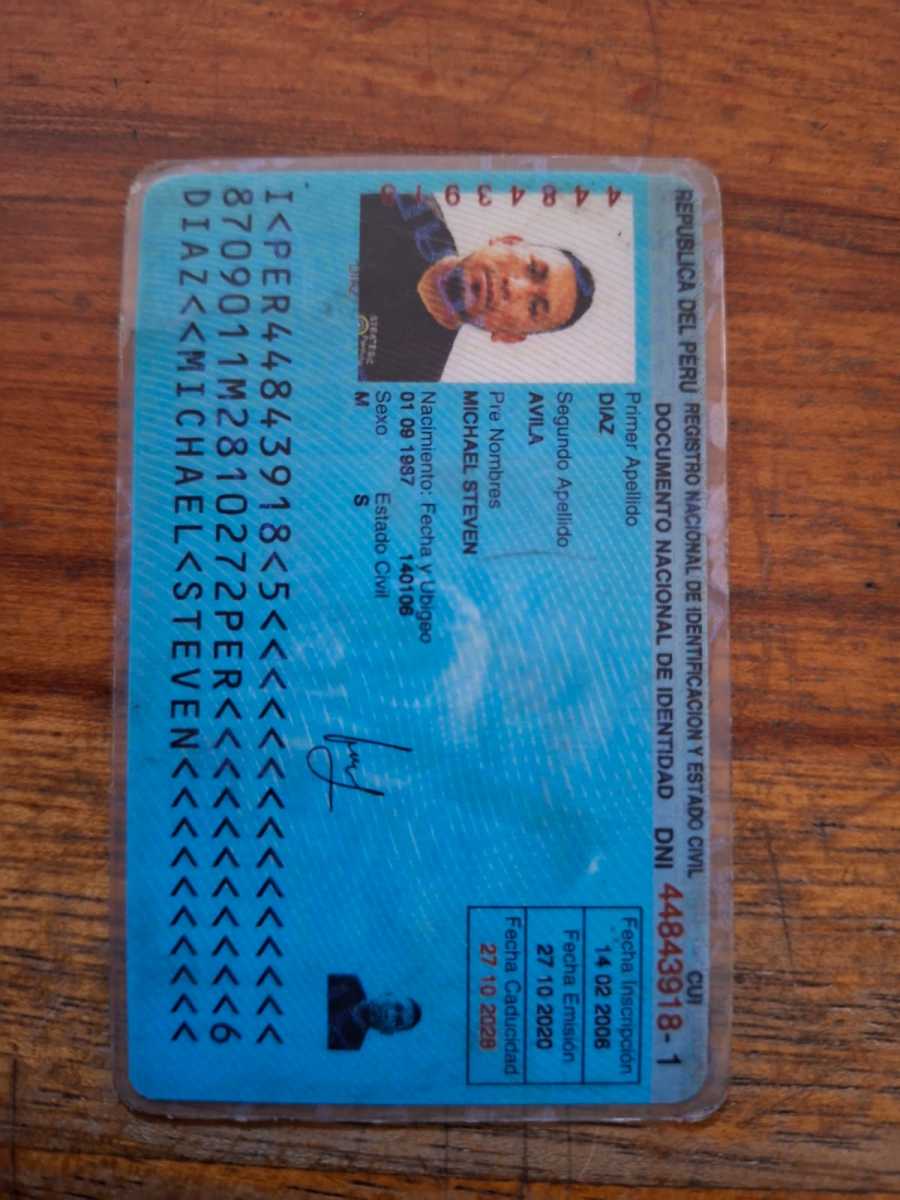 REPUBLICA DEL PERU REGISTRO NACIONAL DE IDENTIFICACION Y ESTADO CIVIL
CUI
DOCUMENTO NACIONAL DE IDENTIDAD DNI 44843918 - 1
Primer Apellido
DIAZ
Segundo Apellido
AVILA
Pre Nombres
MICHAEL STEVEN
Nacimiento: Fecha y Ubigeo
01 09 1987 140106
Sexo Estado Civil
M S
Fecha Inscripción
14 02 2006
Fecha Emisión
27 10 2020
Fecha Caducidad
27 10 2028
I<PER44843918<5<<<<<<<<<<<<<<<
8709011M2810272PER<<<<<<<<<<<6
DIAZ<<MICHAEL<STEVEN<<<<<<<<<<